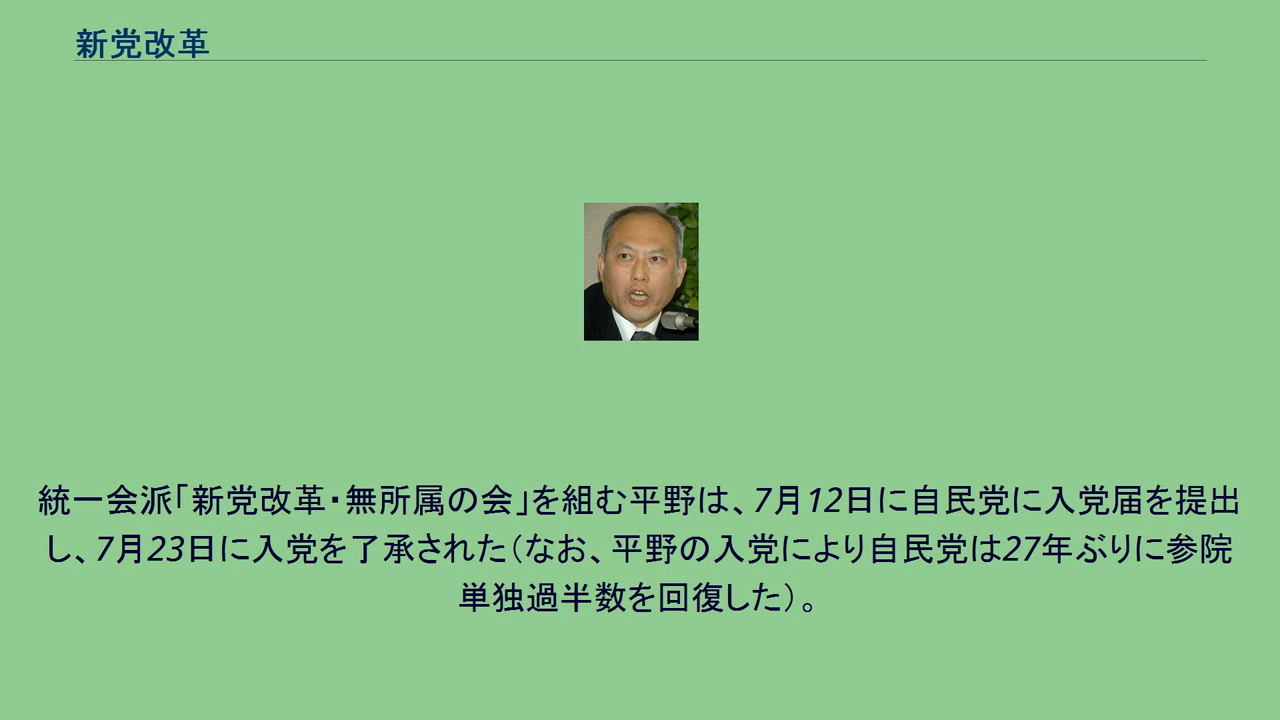 新党改革
統一会派｢新党改革・無所属の会｣を組む平野は、7月12日に自民党に入党届を提出
し、7月23日に入党を了承された（なお、平野の入党により自民党は27年ぶりに参院
単独過半数を回復した）。